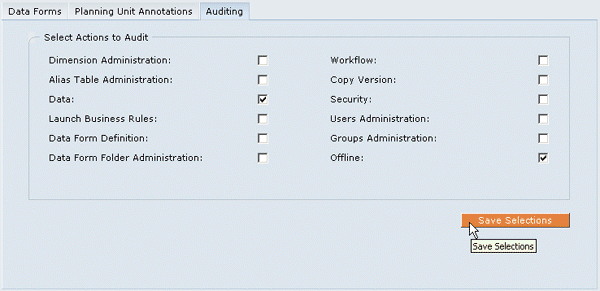 Data Forms
Planning Unit Annotations
Auditing
Select Actions to Audit
Dimension Administration:
Alias Table Administration:
Data:
Launch Business Rules:
Data Form Definition:
Data Form Folder Administration:
Workflow:
Copy Version:
Security:
Users Administration:
Groups Administration:
Offline:
Save Selections
Save Selections